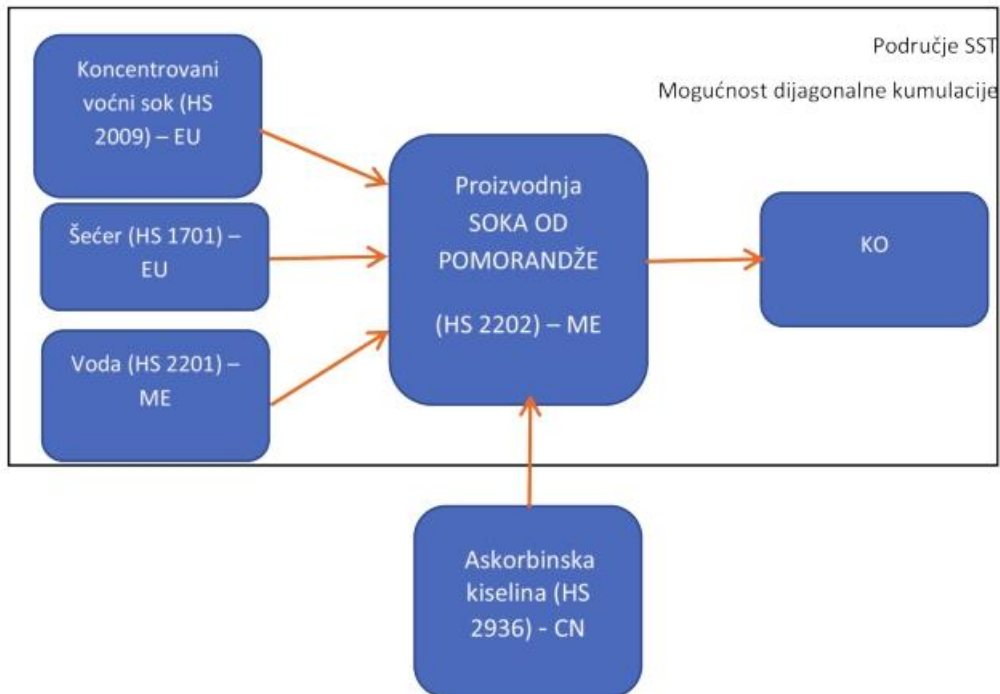 Područje SST
Mogućnost dijagonalne kumulacije
Koncentrovani
voćni sok (HS
2009) – EU
Šećer (HS 1701) –
EU
Voda (HS 2201) –
ME
Proizvodnja
SOKA OD
POMORANDŽE
(HS 2202) – ME
KO
Askorbinska
kiselina (HS
2936) - CN